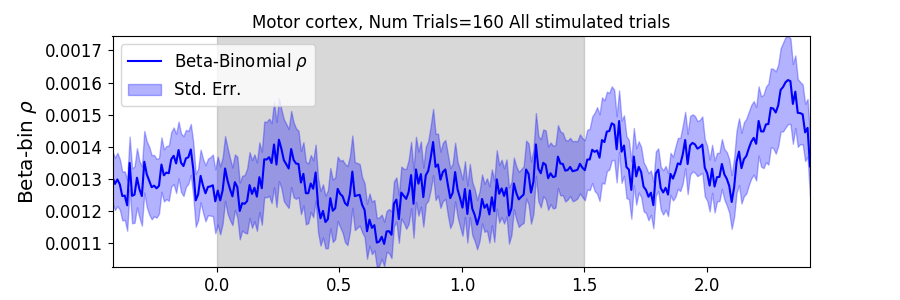 Motor cortex, Num Trials=160 All stimulated trials
Beta-Binomial ρ
Std. Err.
Beta-bin ρ
0.0017
0.0016
0.0015
0.0014
0.0013
0.0012
0.0011
0.0 0.5 1.0 1.5 2.0